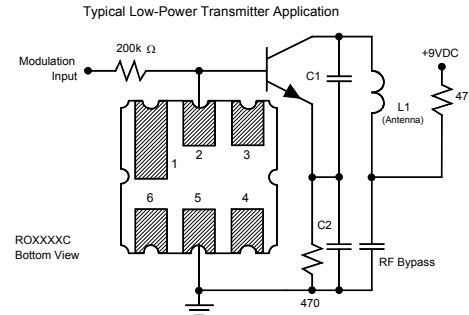 Typical Low-Power Transmitter Application
200k Ω
Modulation
Input
+9VDC
C1
47
L1
(Antenna)
1
2
3
6
5
4
C2
ROXXXXC
Bottom View
RF Bypass
470